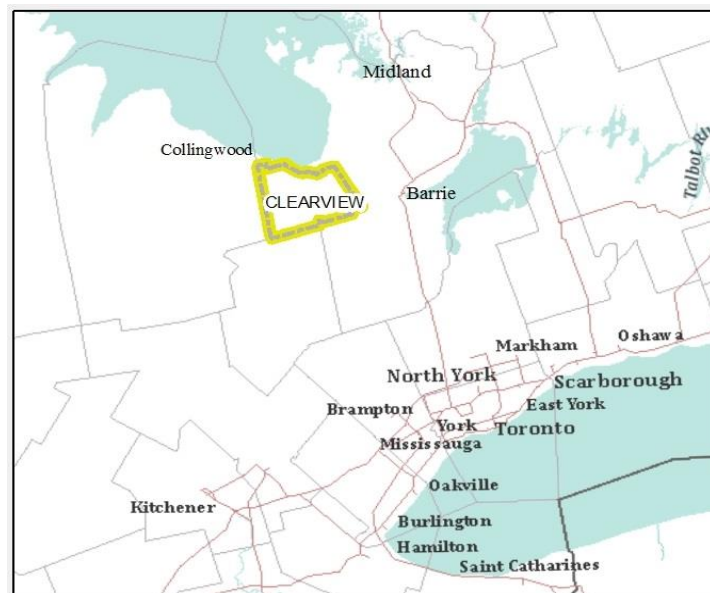 Midland
Collingwood
Barrie
CLEARVIEW
Talbot
Oshawa
Markham
North York
Scarborough
Brampton
East York
York
Toronto
Mississauga
Oakville
Kitchener
Burlington
Hamilton
Saint Catharines